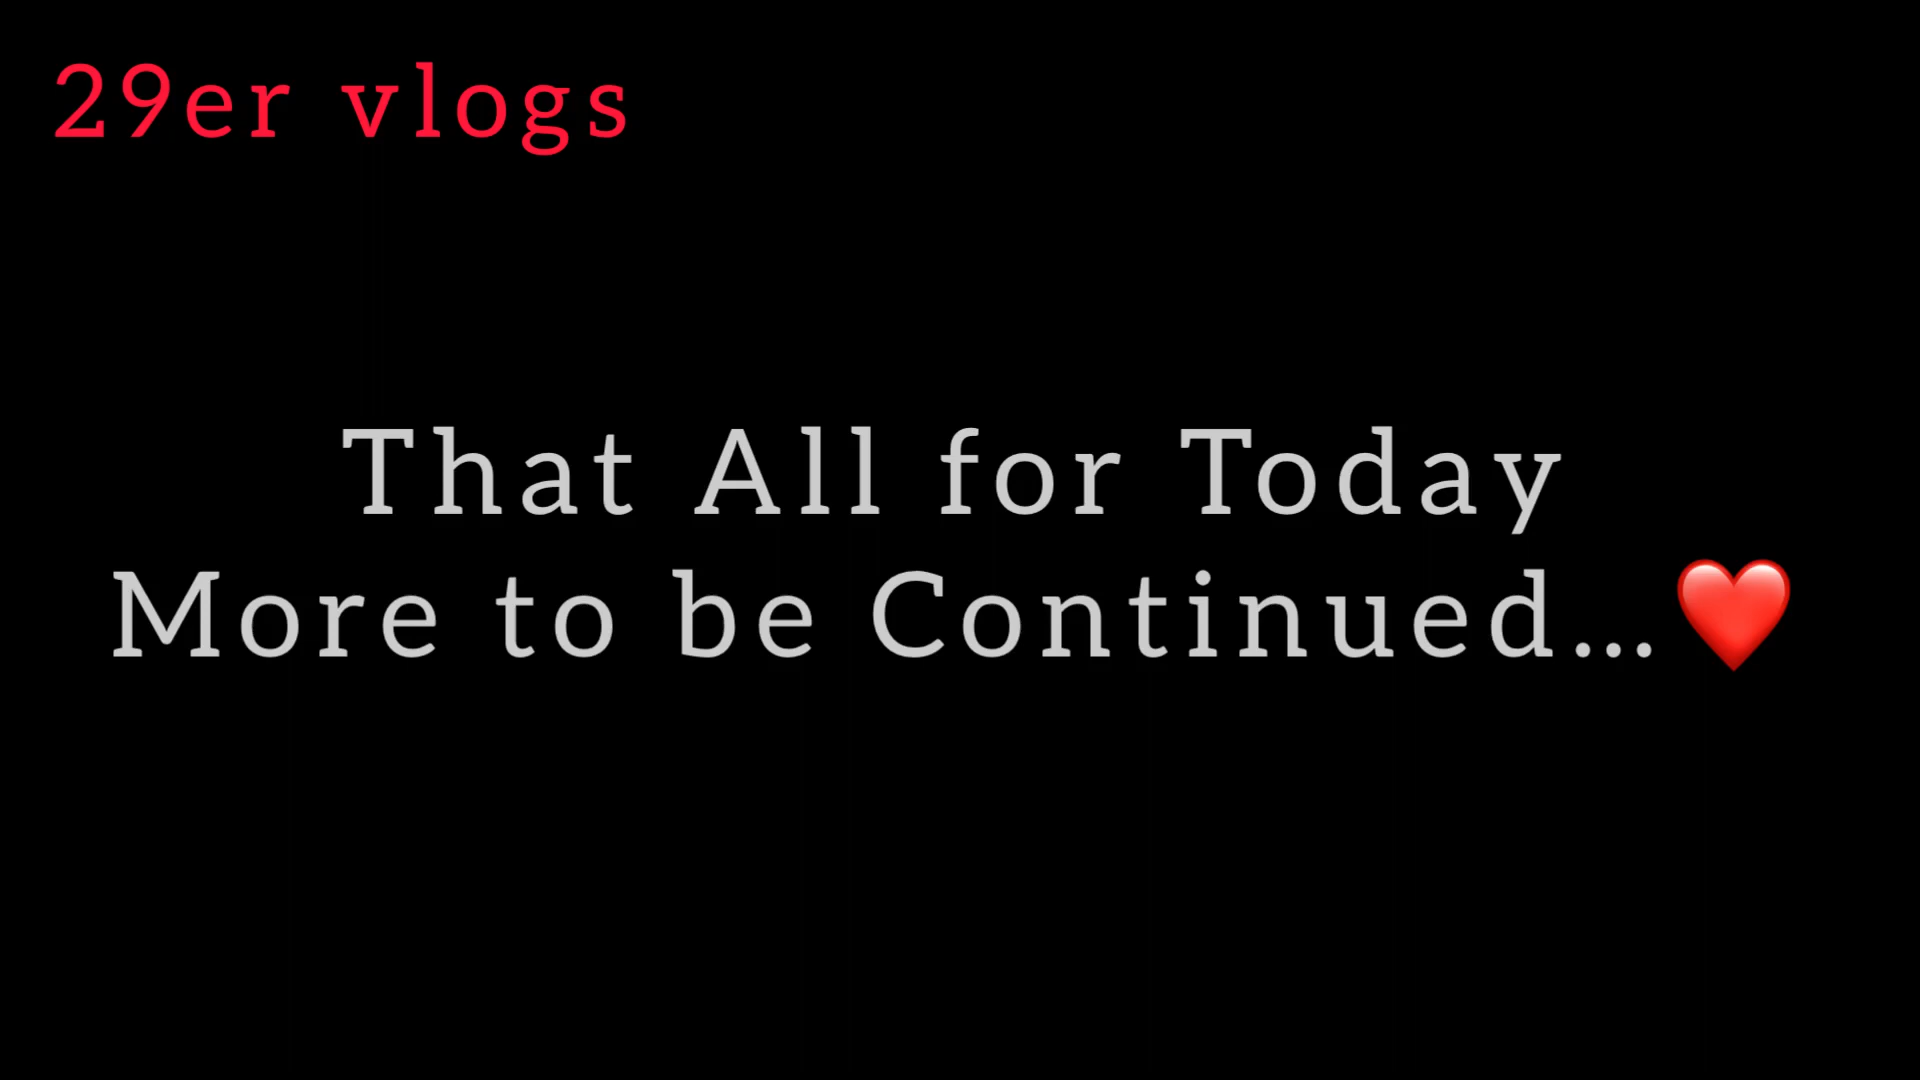 29er vlogs
That All for Today
More to be Continued...❤️